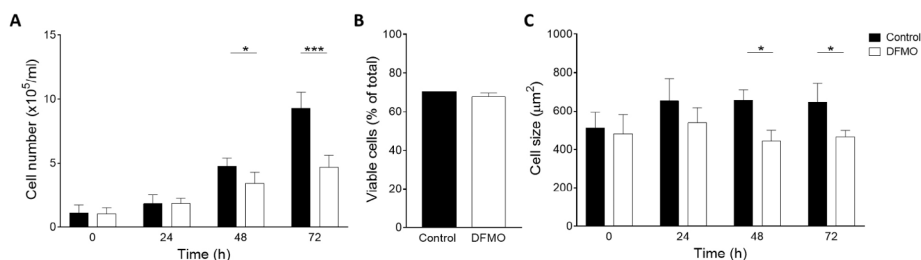 A
Cell number (x10⁵/ml)
15
10
5
0
*
***
0 24 48 72
Time (h)
B
Viable cells (% of total)
100
80
60
40
20
0
Control DFMO
C
Cell size (μm²)
1000
800
600
400
200
0
*
*
0 24 48 72
Time (h)
Control
DFMO